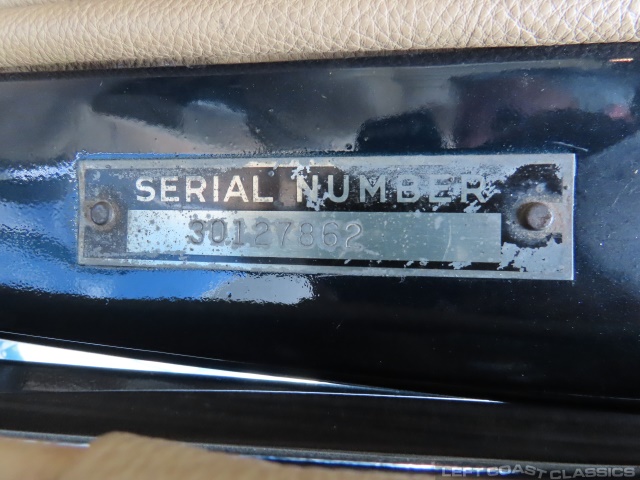 SERIAL NUMBER
30127862
LEFT COAST CLASSICS